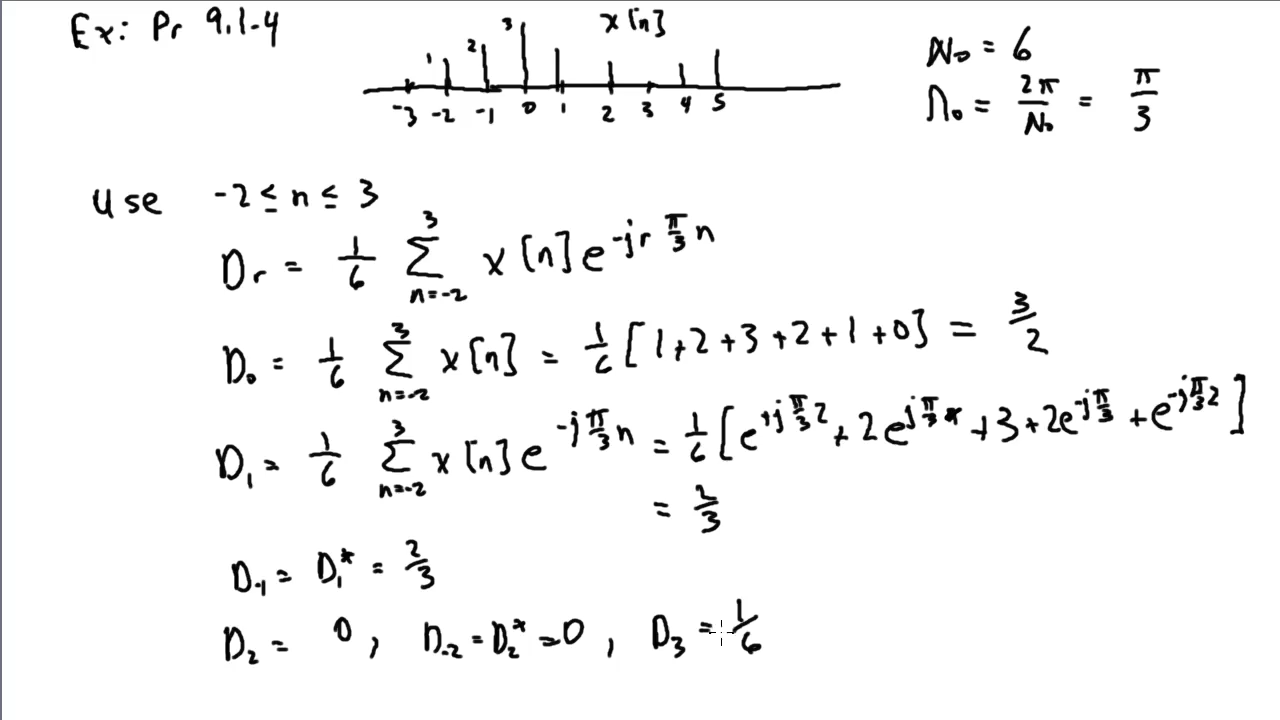 Ex: Pr 9.1-4
x[n]
1 2 3
-3 -2 -1 0 1 2 3 4 5
N₀ = 6
Ω₀ = 2π/N₀ = π/3
Use -2 ≤ n ≤ 3
Dᵣ = 1/6 ∑_{n=-2}^{3} x[n] e^{-jr π/3 n}
D₀ = 1/6 ∑_{n=-2}^{3} x[n] = 1/6 [1+2+3+2+1+0] = 3/2
D₁ = 1/6 ∑_{n=-2}^{3} x[n] e^{-j π/3 n} = 1/6 [e^{+j π/3 2} + 2e^{j π/3} + 3 + 2e^{-j π/3} + e^{-j π/3 2}]
= 2/3
D₋₁ = D₁* = 2/3
D₂ = 0, D₋₂ = D₂* = 0, D₃ = 1/6